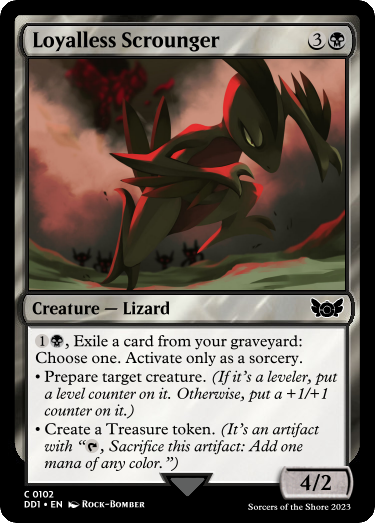 Loyalless Scrounger 3
Creature — Lizard
1, Exile a card from your graveyard:
Choose one. Activate only as a sorcery.
• Prepare target creature. (If it's a leveler, put
a level counter on it. Otherwise, put a +1/+1
counter on it.)
• Create a Treasure token. (It's an artifact
with “, Sacrifice this artifact: Add one
mana of any color.”)
4/2
C 0102
DD1 • EN Rock-Bomber
Sorcers of the Shore 2023